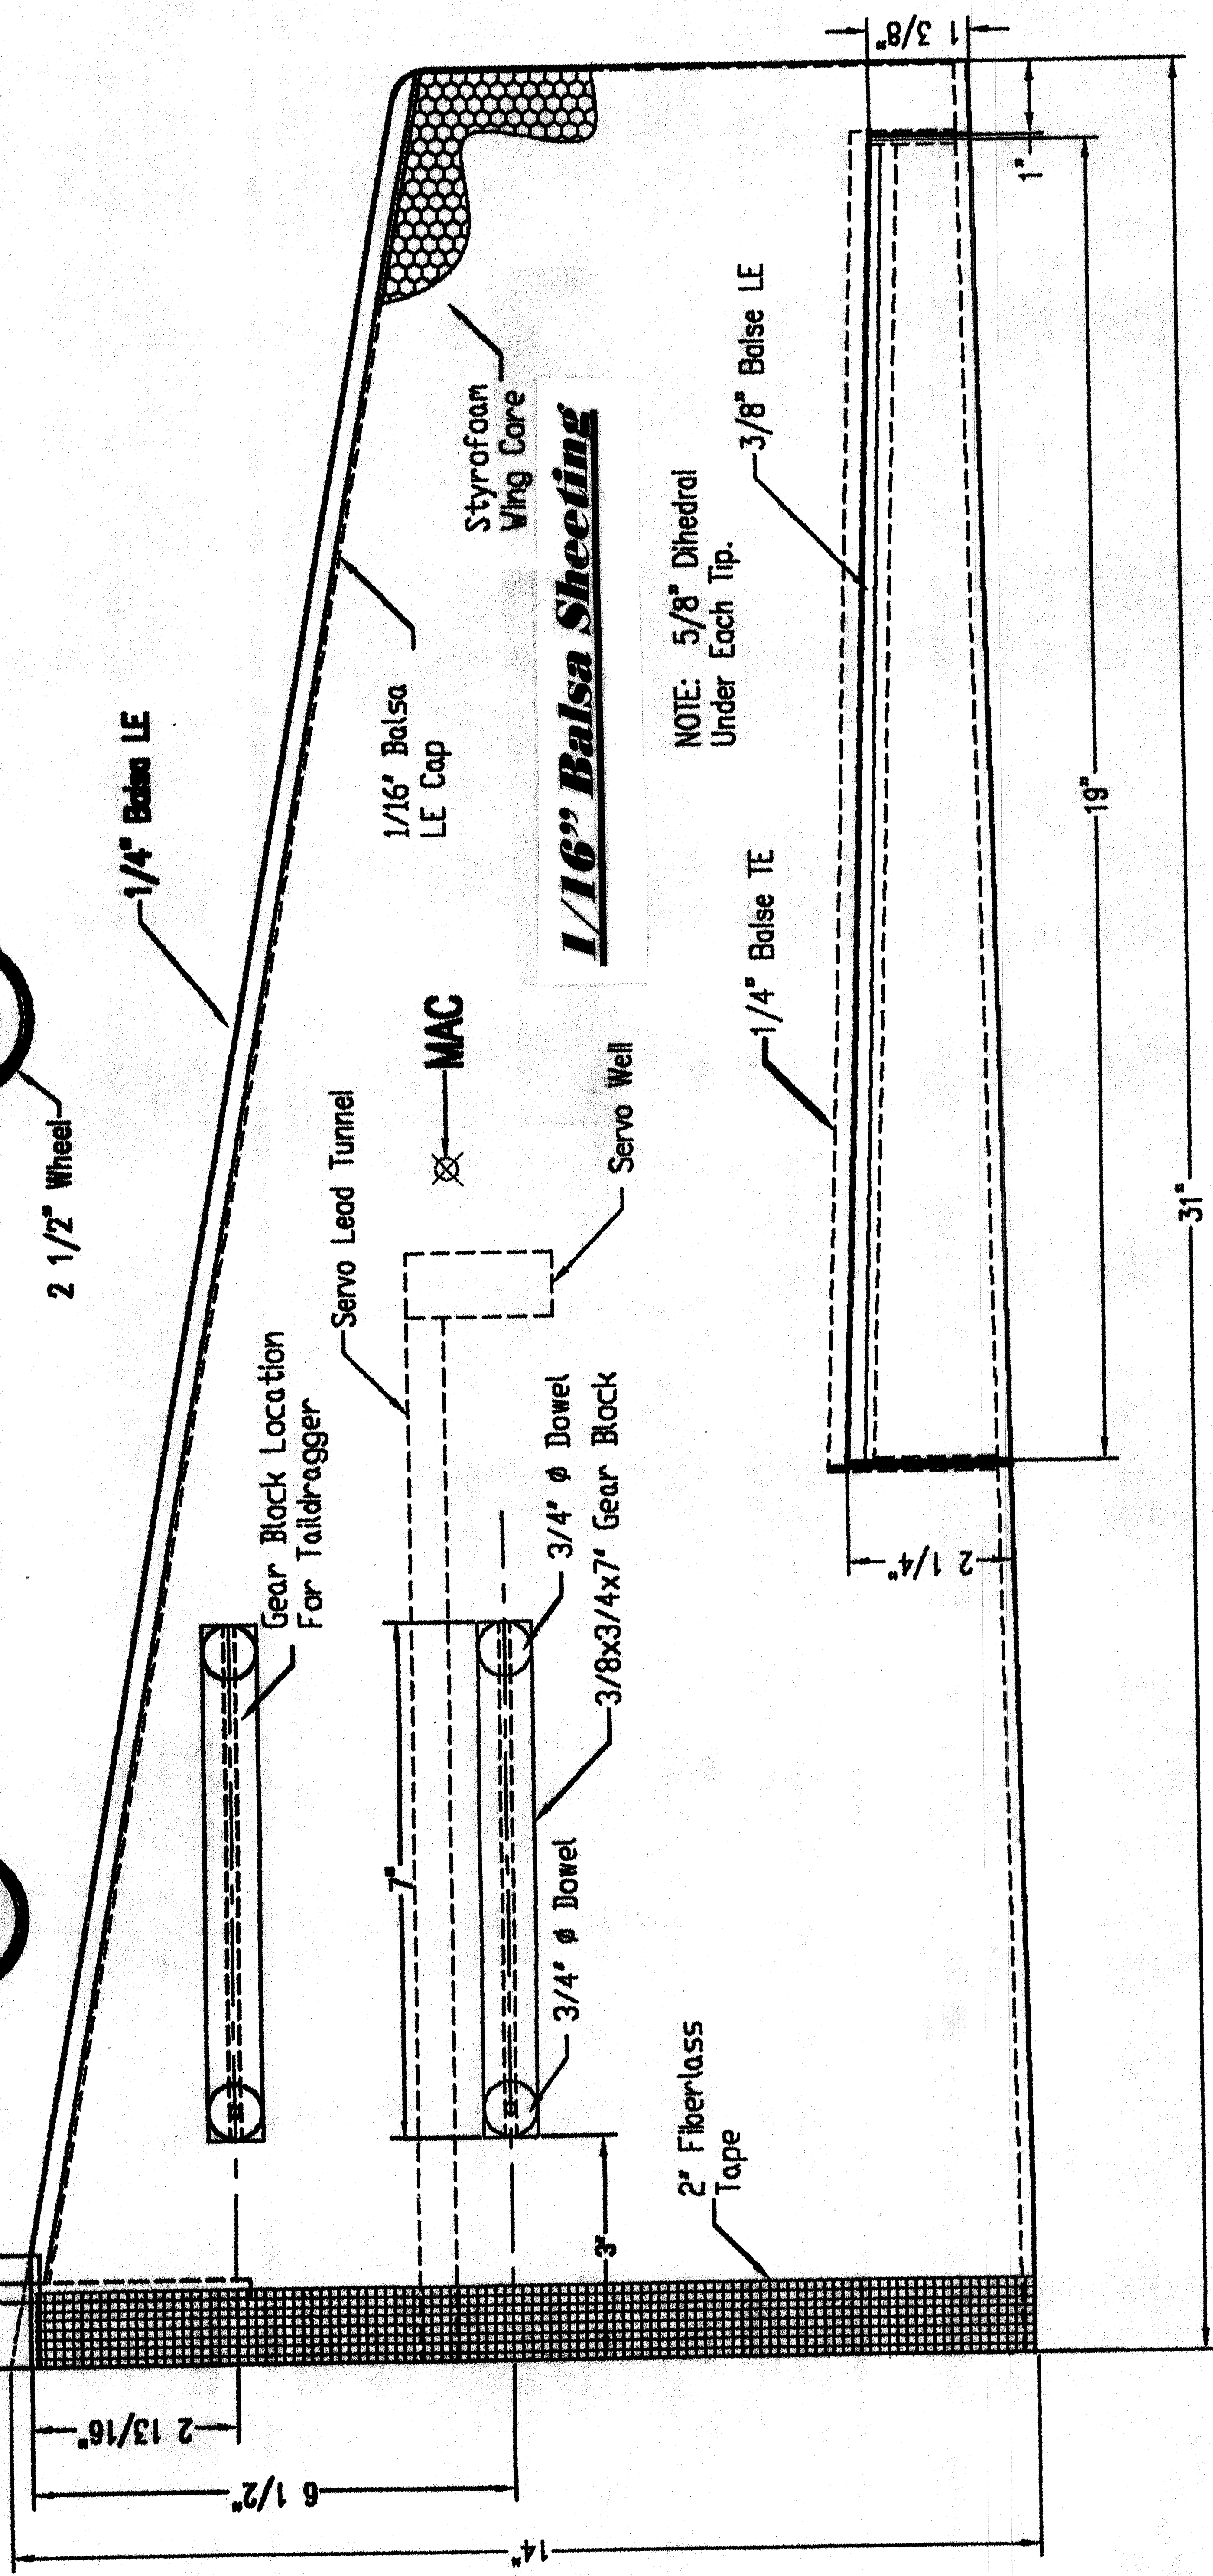 2 1/2" Wheel
1/4" Balsa LE
1 3/8"
1"
Styrofoam
Wing Core
1/16" Balsa
LE Cap
1/16” Balsa Sheeting
MAC
Servo Lead Tunnel
Servo Well
Gear Block Location
For Taildragger
3/4" Ø Dowel
3/8x3/4x7" Gear Block
3/4" Ø Dowel
7"
3"
NOTE: 5/8" Dihedral
Under Each Tip.
3/8" Balse LE
1/4" Balse TE
19"
2 1/4"
31"
2" Fiberlass
Tape
2 13/16"
6 1/2"
14"